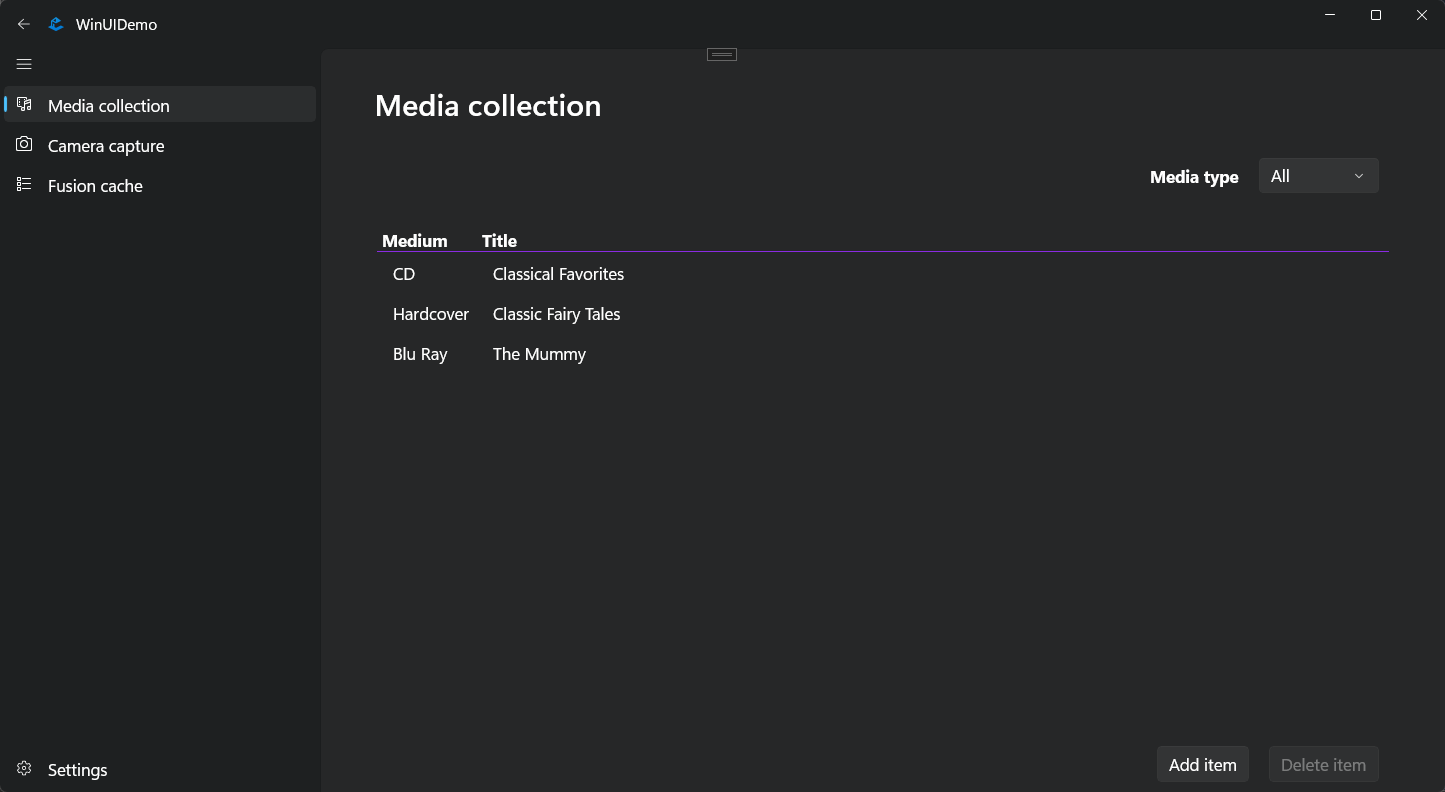 WinUIDemo
Media collection
Camera capture
Fusion cache
Settings
Media collection
Media type All
Medium Title
CD Classical Favorites
Hardcover Classic Fairy Tales
Blu Ray The Mummy
Add item Delete item